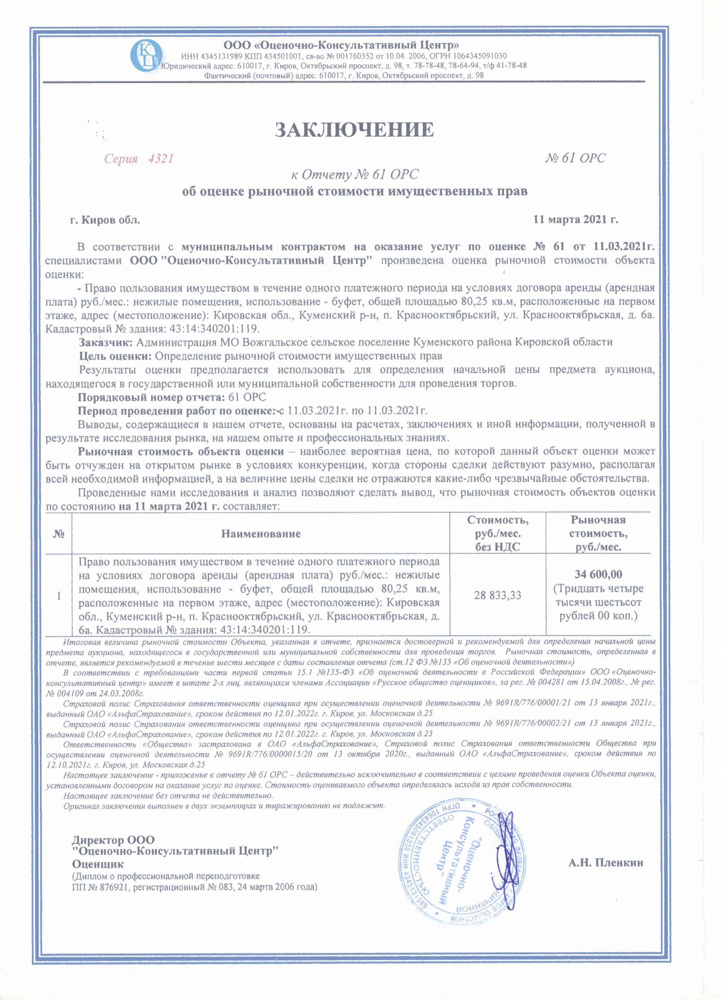 ООО «Оценочно-Консультативный Центр»
ИНН 4345131989 КПП 434501001, св-во № 001760352 от 10.04. 2006, ОГРН 1064345091030
Юридический адрес: 610017, г. Киров, Октябрьский проспект, д. 98, т. 78-78-48, 78-64-94, т/ф 41-78-48
Фактический (почтовый) адрес: 610017, г. Киров, Октябрьский проспект, д. 98
ЗАКЛЮЧЕНИЕ
Серия 4321 № 61 ОРС
к Отчету № 61 ОРС
об оценке рыночной стоимости имущественных прав
г. Киров обл. 11 марта 2021 г.
В соответствии с муниципальным контрактом на оказание услуг по оценке № 61 от 11.03.2021г.
специалистами ООО "Оценочно-Консультативный Центр" произведена оценка рыночной стоимости объекта
оценки:
- Право пользования имуществом в течение одного платежного периода на условиях договора аренды (арендная
плата) руб./мес.: нежилые помещения, использование - буфет, общей площадью 80,25 кв.м, расположенные на первом
этаже, адрес (местоположение): Кировская обл., Куменский р-н, п. Краснооктябрьский, ул. Краснооктябрьская, д. 6а.
Кадастровый № здания: 43:14:340201:119.
Заказчик: Администрация МО Вожгальское сельское поселение Куменского района Кировской области
Цель оценки: Определение рыночной стоимости имущественных прав
Результаты оценки предполагается использовать для определения начальной цены предмета аукциона,
находящегося в государственной или муниципальной собственности для проведения торгов.
Порядковый номер отчета: 61 ОРС
Период проведения работ по оценке: с 11.03.2021г. по 11.03.2021г.
Выводы, содержащиеся в нашем отчете, основаны на расчетах, заключениях и иной информации, полученной в
результате исследования рынка, на нашем опыте и профессиональных знаниях.
Рыночная стоимость объекта оценки – наиболее вероятная цена, по которой данный объект оценки может
быть отчужден на открытом рынке в условиях конкуренции, когда стороны сделки действуют разумно, располагая
всей необходимой информацией, а на величине цены сделки не отражаются какие-либо чрезвычайные обстоятельства.
Проведенные нами исследования и анализ позволяют сделать вывод, что рыночная стоимость объектов оценки
по состоянию на 11 марта 2021 г. составляет:
№ Наименование Стоимость, руб./мес. без НДС Рыночная стоимость, руб./мес.
1
Право пользования имуществом в течение одного платежного периода
на условиях договора аренды (арендная плата) руб./мес.: нежилые
помещения, использование - буфет, общей площадью 80,25 кв.м,
расположенные на первом этаже, адрес (местоположение): Кировская
обл., Куменский р-н, п. Краснооктябрьский, ул. Краснооктябрьская, д.
6а. Кадастровый № здания: 43:14:340201:119.
28 833,33
34 600,00
(Тридцать четыре
тысячи шестьсот
рублей 00 коп.)
Итоговая величина рыночной стоимости Объекта, указанная в отчете, признается достоверной и рекомендуемой для определения начальной цены
предмета аукциона, находящегося в государственной или муниципальной собственности для проведения торгов. Рыночная стоимость, определенная в
отчете, является рекомендуемой в течение шести месяцев с даты составления отчета (ст.12 ФЗ №135 «Об оценочной деятельности»)
В соответствии с требованиями части первой статьи 15.1 №135-ФЗ «Об оценочной деятельности в Российской Федерации» ООО «Оценочно-
консультативный центр» имеет в штате 2-х лиц, являющихся членами Ассоциации «Русское общество оценщиков», за рег. № 004281 от 15.04.2008г., № рег.
№ 004109 от 24.03.2008г.
Страховой полис Страхования ответственности оценщика при осуществлении оценочной деятельности № 9691R/776/00001/21 от 13 января 2021г.,
выданный ОАО «АльфаСтрахование», сроком действия по 12.01.2022г. г. Киров, ул. Московская д.25
Страховой полис Страхования ответственности оценщика при осуществлении оценочной деятельности № 9691R/776/00002/21 от 13 января 2021г.,
выданный ОАО «АльфаСтрахование», сроком действия по 12.01.2022г. г. Киров, ул. Московская д.25
Ответственность «Общества» застрахована в ОАО «АльфаСтрахование», Страховой полис Страхования ответственности Общества при
осуществлении оценочной деятельности № 9691R/776/0000015/20 от 13 октября 2020г., выданный ОАО «АльфаСтрахование», сроком действия по
12.10.2021г. г. Киров, ул. Московская д.25
Настоящее заключение - приложение к отчету № 61 ОРС – действительно исключительно в соответствии с целями проведения оценки Объекта оценки,
установленными договором на оказание услуг по оценке. Стоимость оцениваемого объекта определялась исходя из прав собственности.
Настоящее заключение без отчета не действительно.
Оригинал заключения выполнен в двух экземплярах и тиражированию не подлежит.
Директор ООО
"Оценочно-Консультативный Центр"
Оценщик
(Диплом о профессиональной переподготовке
ПП № 876921, регистрационный № 083, 24 марта 2006 года)
А.Н. Пленкин
ОГРН 1064345091030 ИНН 4345131989
ОТВЕТСТВЕННОСТЬЮ
"Оценочно-
Консультативный
Центр"